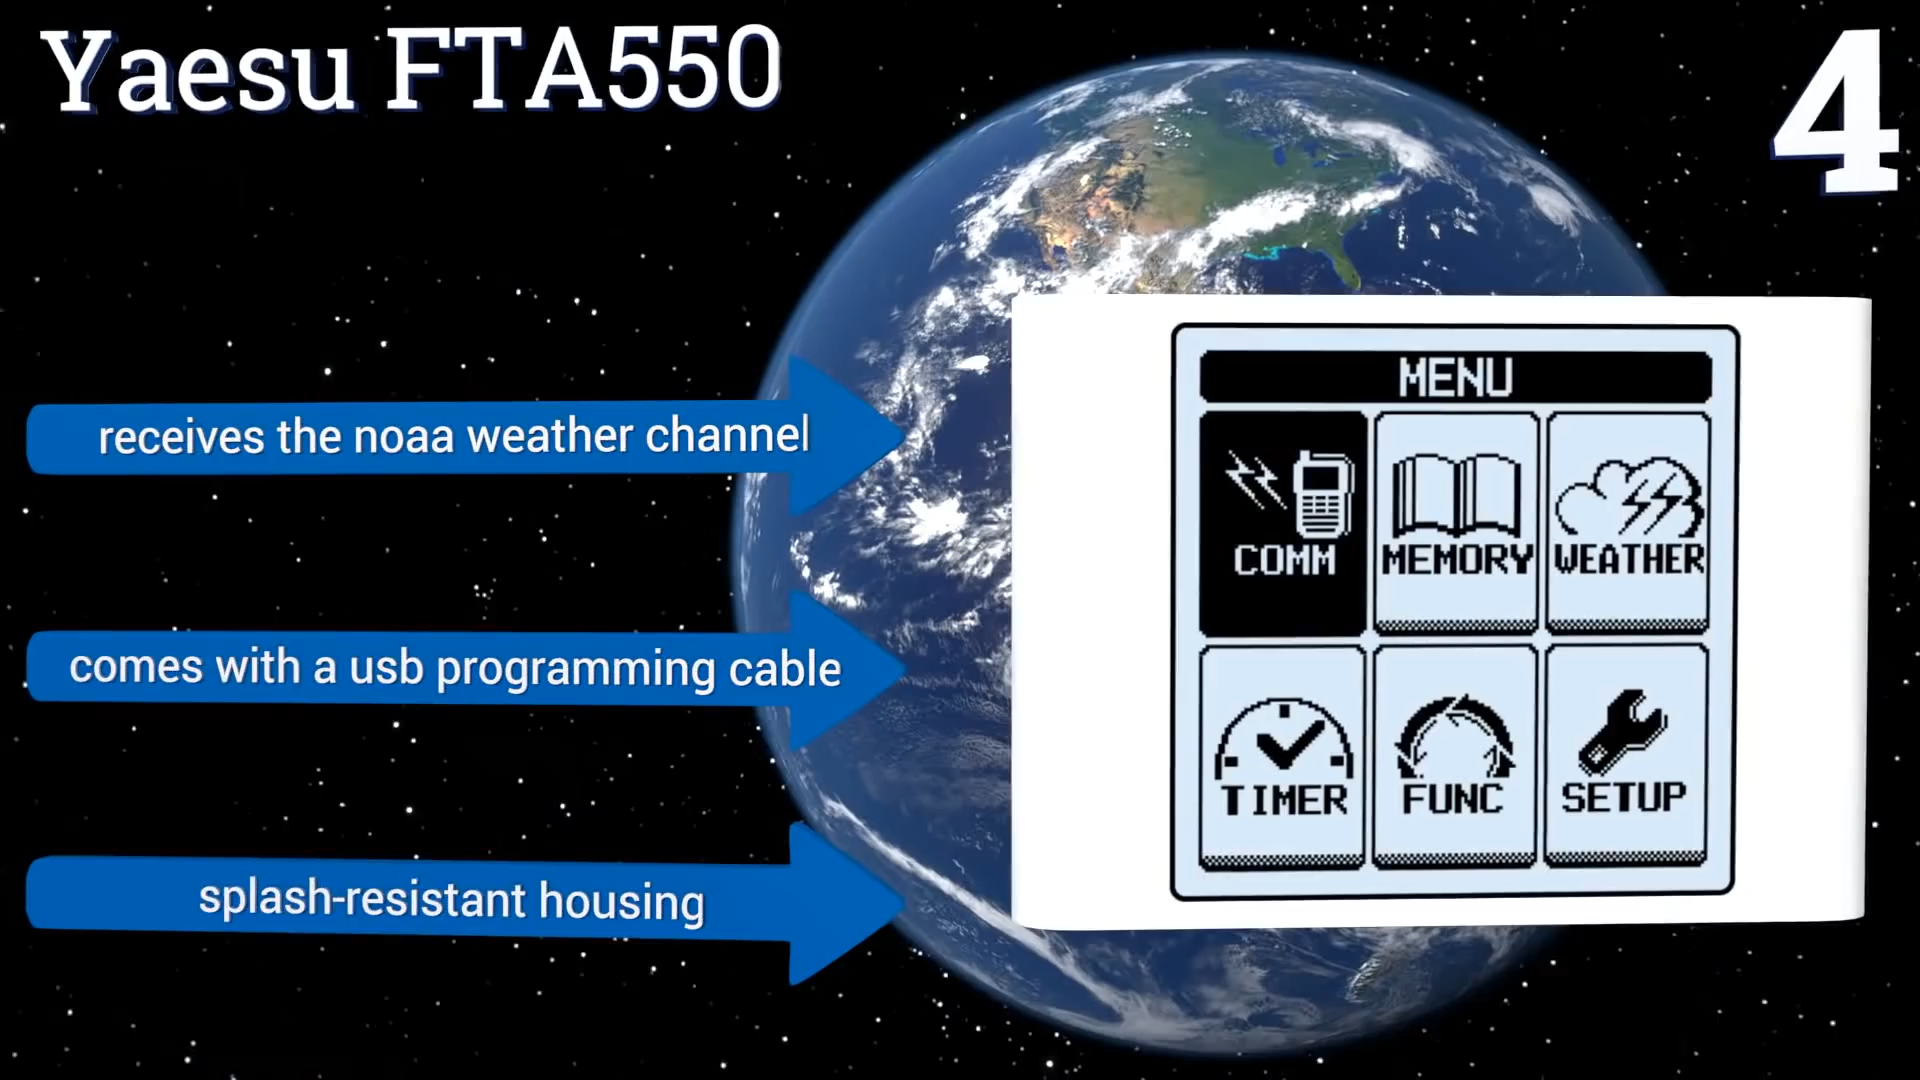 Yaesu FTA550
4
receives the noaa weather channel
comes with a usb programming cable
splash-resistant housing
MENU
COMM
MEMORY
WEATHER
TIMER
FUNC
SETUP